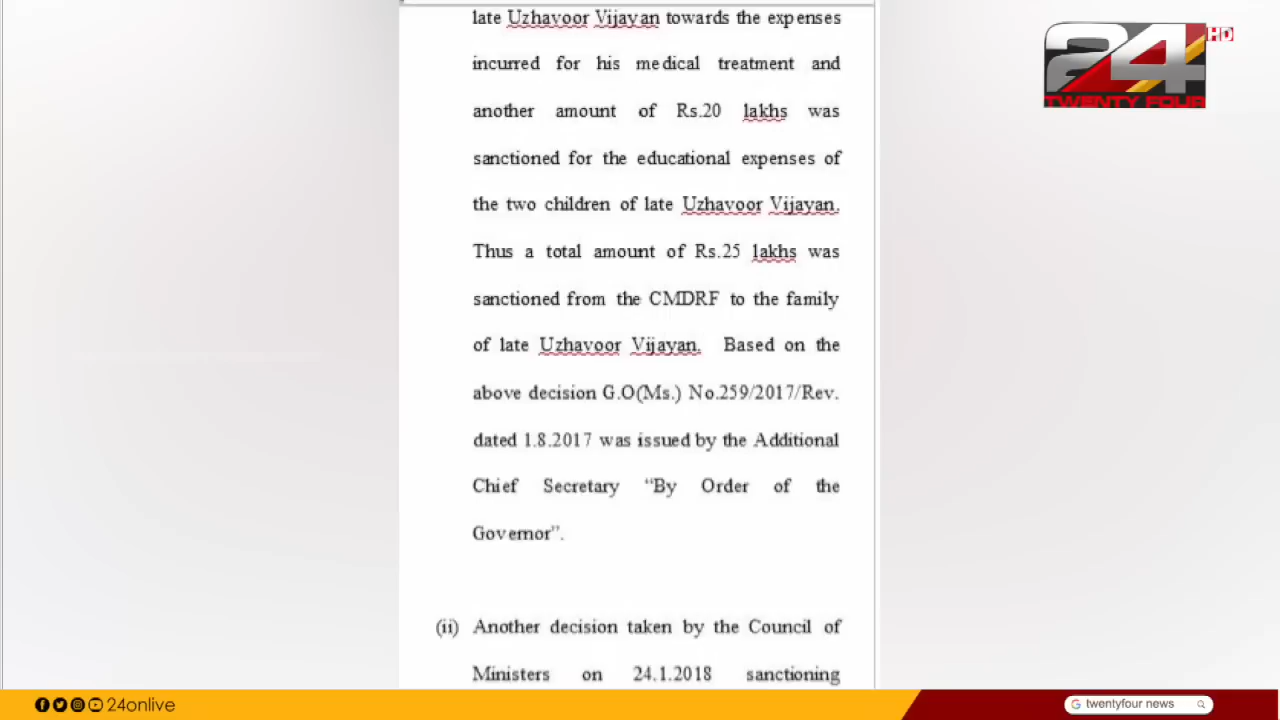 late Uzhavoor Vijayan towards the expenses
incurred for his medical treatment and
another amount of Rs.20 lakhs was
sanctioned for the educational expenses of
the two children of late Uzhavoor Vijayan.
Thus a total amount of Rs.25 lakhs was
sanctioned from the CMDRF to the family
of late Uzhavoor Vijayan. Based on the
above decision G.O(Ms.) No.259/2017/Rev.
dated 1.8.2017 was issued by the Additional
Chief Secretary “By Order of the
Governor”.
(ii) Another decision taken by the Council of
Ministers on 24.1.2018 sanctioning
24 HD
TWENTY FOUR
24onlive
twentyfour news